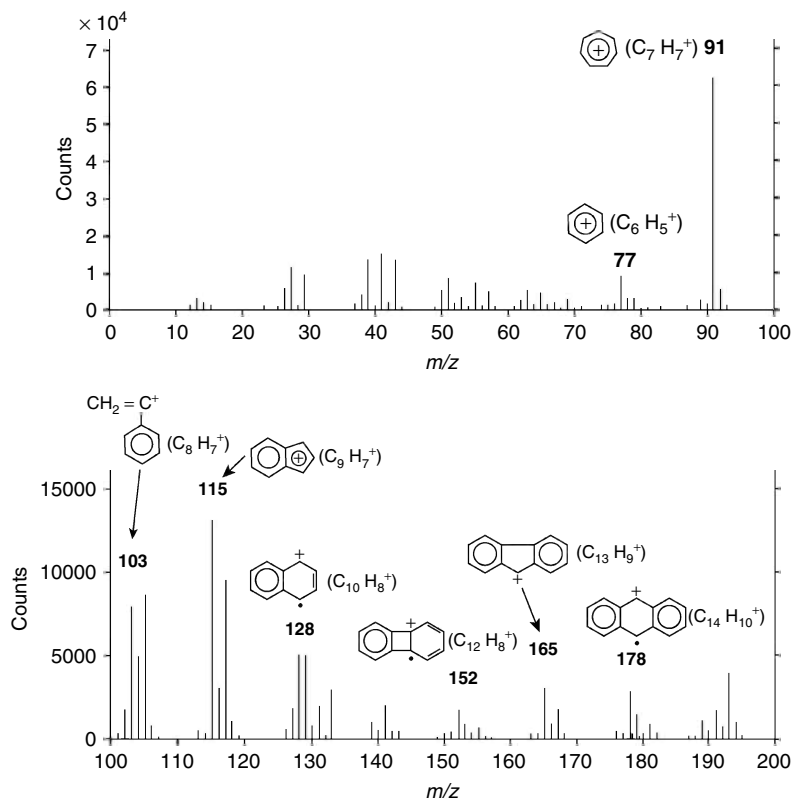 × 10⁴
7
6
5
4
3
2
1
0
Counts
(C₇ H₇⁺) 91
(C₆ H₅⁺)
77
0 10 20 30 40 50 60 70 80 90 100
m/z
CH₂ = C⁺
(C₈ H₇⁺)
103
115
(C₉ H₇⁺)
(C₁₀ H₈⁺)
128
(C₁₂ H₈⁺)
152
(C₁₃ H₉⁺)
165
(C₁₄ H₁₀⁺)
178
15000
10000
5000
0
Counts
100 110 120 130 140 150 160 170 180 190 200
m/z